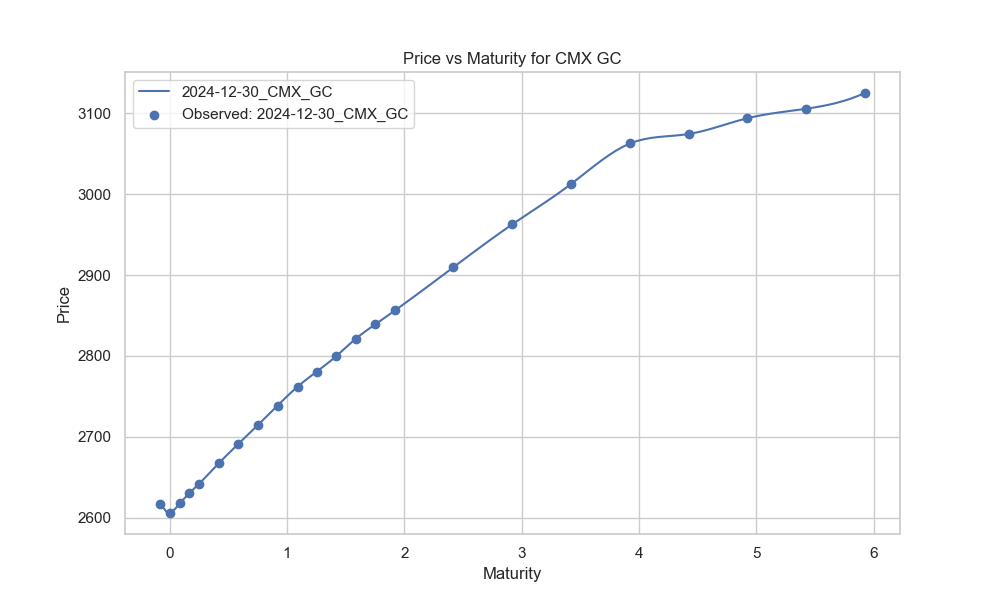 Price vs Maturity for CMX GC
2024-12-30_CMX_GC
Observed: 2024-12-30_CMX_GC
3100
3000
2900
2800
2700
2600
Price
0 1 2 3 4 5 6
Maturity